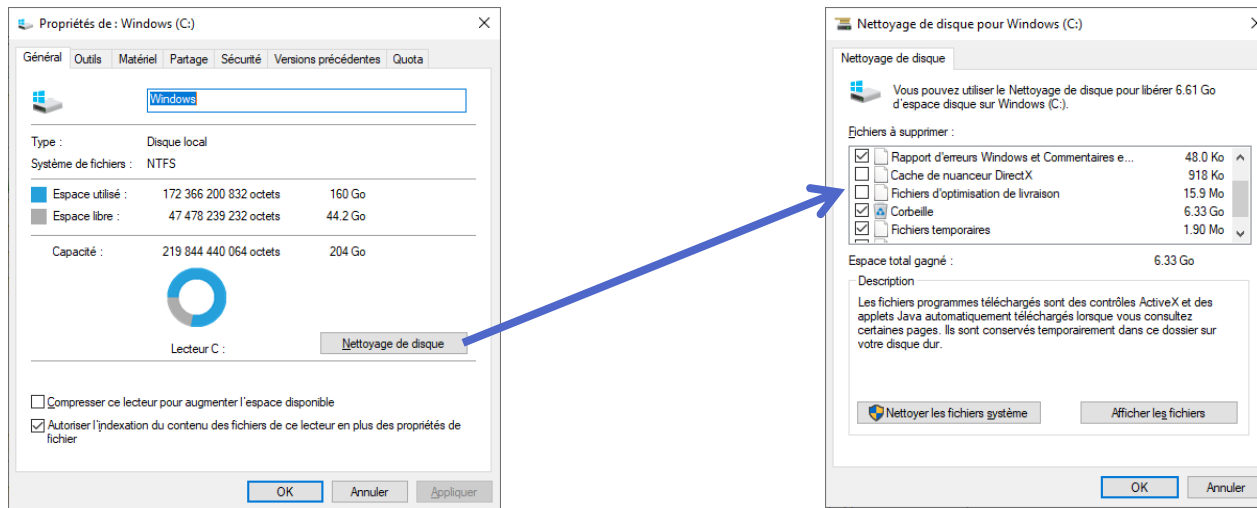 Propriétés de : Windows (C:)
Général Outils Matériel Partage Sécurité Versions précédentes Quota
Windows
Type : Disque local
Système de fichiers : NTFS
Espace utilisé : 172 366 200 832 octets 160 Go
Espace libre : 47 478 239 232 octets 44.2 Go
Capacité : 219 844 440 064 octets 204 Go
Lecteur C :
Nettoyage de disque
Compresser ce lecteur pour augmenter l'espace disponible
Autoriser l'indexation du contenu des fichiers de ce lecteur en plus des propriétés de
fichier
OK Annuler Appliquer
Nettoyage de disque pour Windows (C:)
Nettoyage de disque
Vous pouvez utiliser le Nettoyage de disque pour libérer 6.61 Go
d'espace disque sur Windows (C:).
Fichiers à supprimer :
Rapport d'erreurs Windows et Commentaires e... 48.0 Ko
Cache de nuanceur DirectX 918 Ko
Fichiers d'optimisation de livraison 15.9 Mo
Corbeille 6.33 Go
Fichiers temporaires 1.90 Mo
Espace total gagné : 6.33 Go
Description
Les fichiers programmes téléchargés sont des contrôles ActiveX et des
applets Java automatiquement téléchargés lorsque vous consultez
certaines pages. Ils sont conservés temporairement dans ce dossier sur
votre disque dur.
Nettoyer les fichiers système Afficher les fichiers
OK Annuler